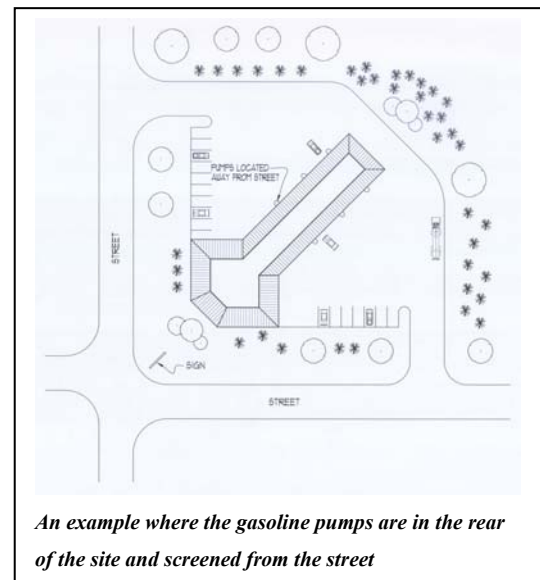 PUMPS LOCATED
AWAY FROM STREET
STREET
SIGN
STREET
An example where the gasoline pumps are in the rear
of the site and screened from the street